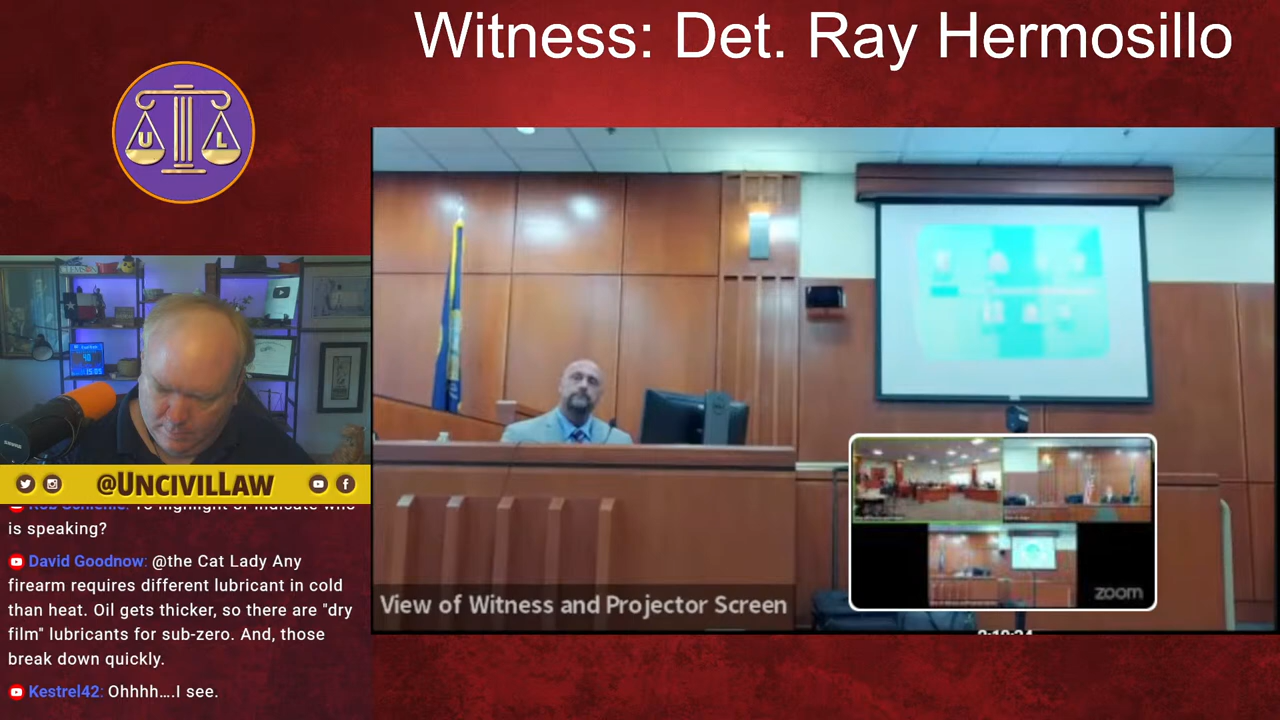 Witness: Det. Ray Hermosillo
U L
@UNCIVILLAW
is speaking?
David Goodnow: @the Cat Lady Any
firearm requires different lubricant in cold
than heat. Oil gets thicker, so there are "dry
film" lubricants for sub-zero. And, those
break down quickly.
Kestrel42: Ohhhh....I see.
View of Witness and Projector Screen
zoom